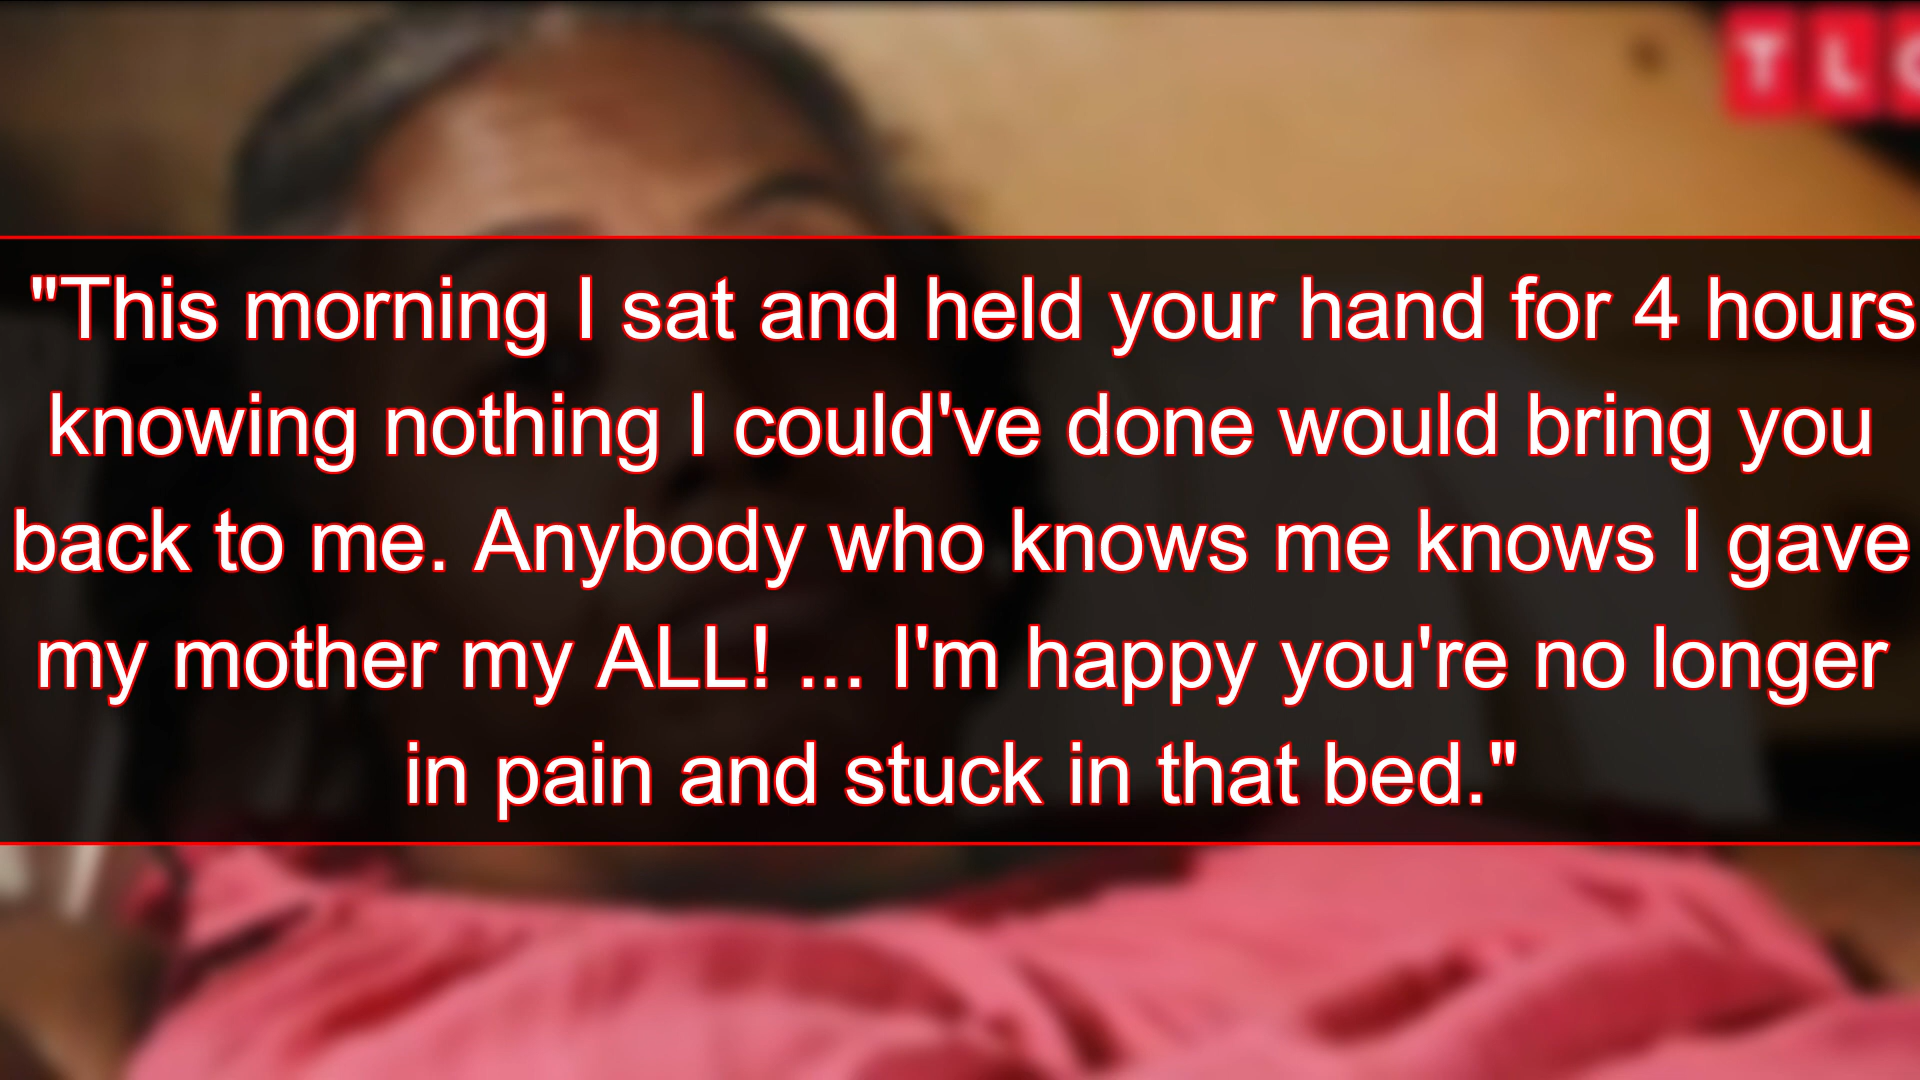 TLC
"This morning I sat and held your hand for 4 hours
knowing nothing I could've done would bring you
back to me. Anybody who knows me knows I gave
my mother my ALL! ... I'm happy you're no longer
in pain and stuck in that bed."